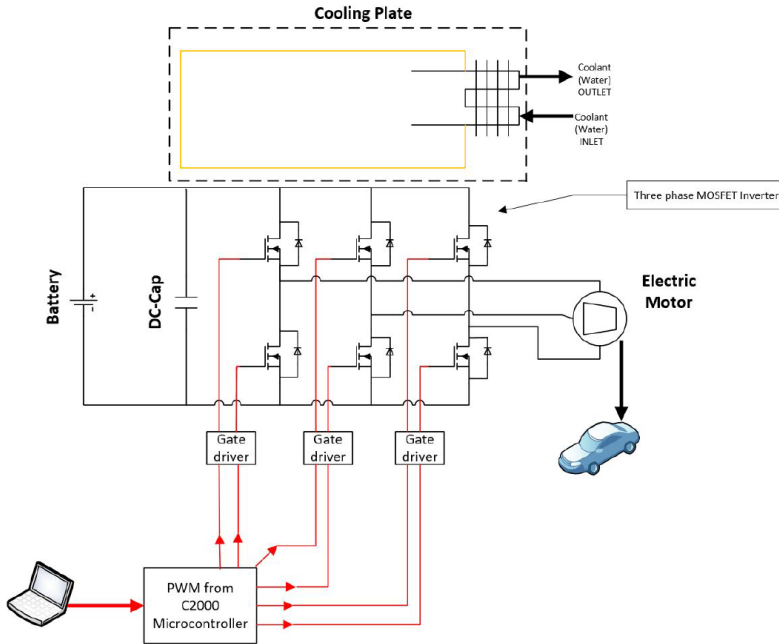 Cooling Plate
Coolant
(Water)
OUTLET
Coolant
(Water)
INLET
Three phase MOSFET Inverter
Battery
+
-
DC-Cap
Electric
Motor
Gate
driver
Gate
driver
Gate
driver
PWM from
C2000
Microcontroller